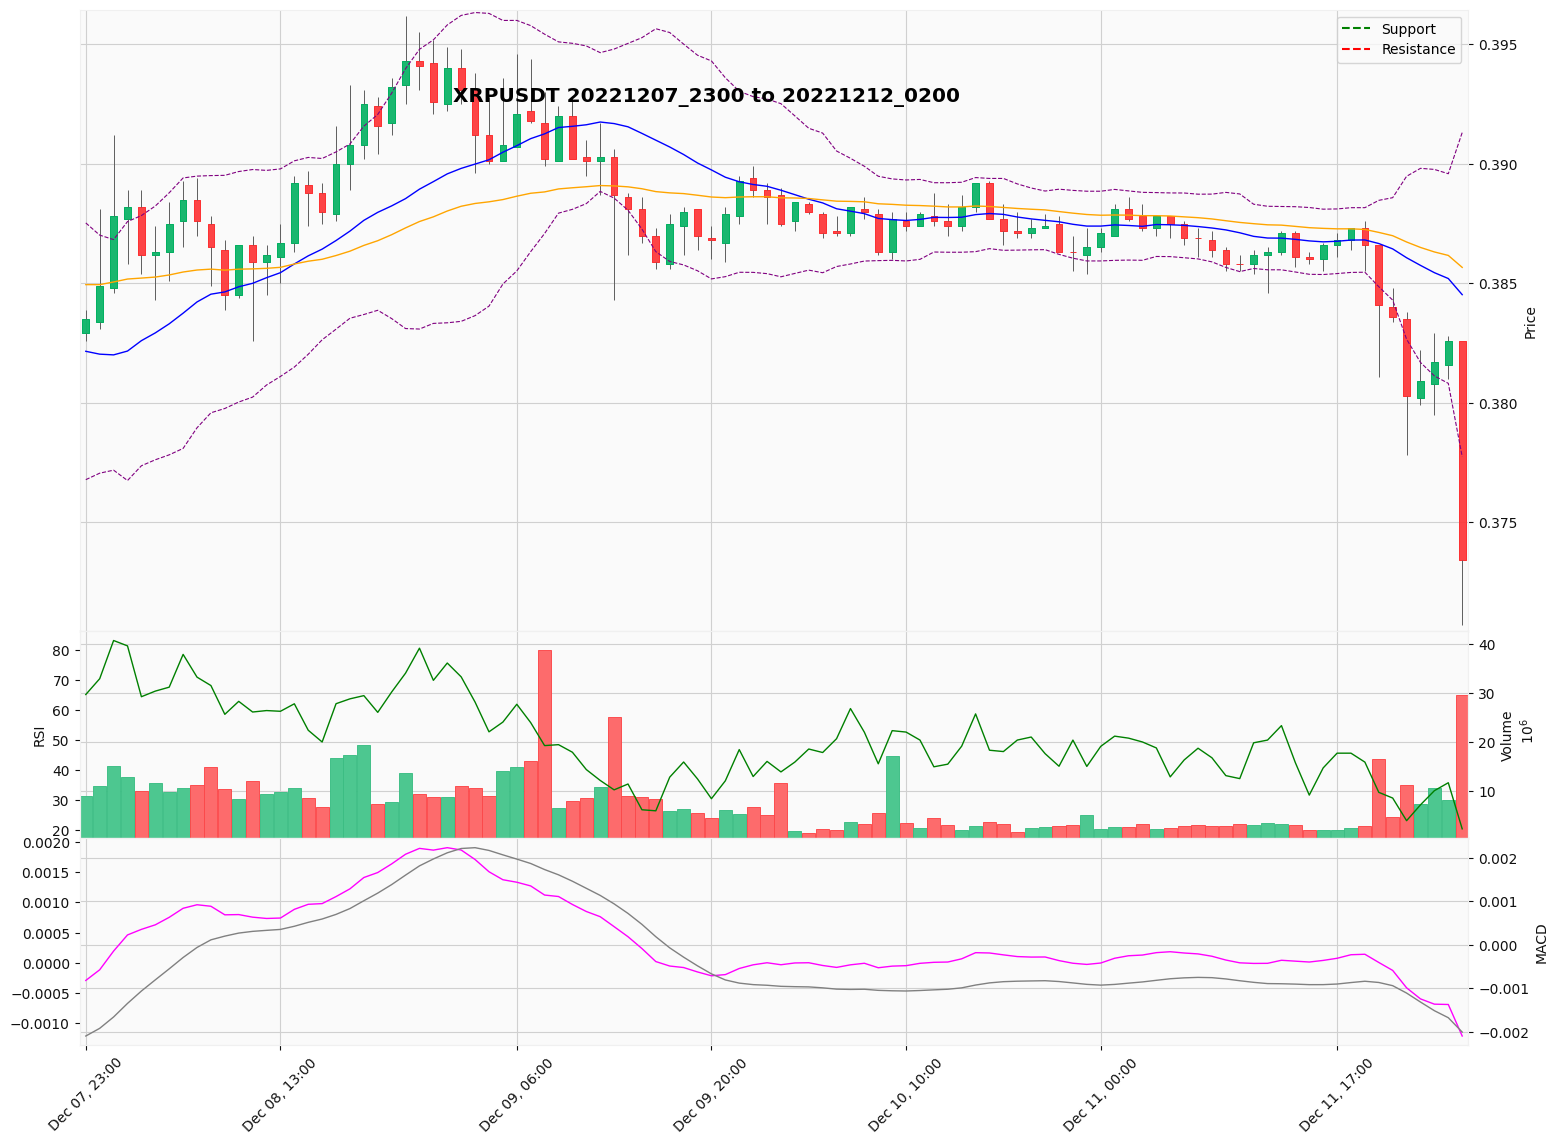 XRPUSDT 20221207_2300 to 20221212_0200
Support
Resistance
0.395
0.390
0.385
0.380
0.375
Price
80
70
60
50
40
30
20
RSI
40
30
20
10
Volume
10^6
0.0020
0.0015
0.0010
0.0005
0.0000
−0.0005
−0.0010
0.002
0.001
0.000
−0.001
−0.002
MACD
Dec 07, 23:00
Dec 08, 13:00
Dec 09, 06:00
Dec 09, 20:00
Dec 10, 10:00
Dec 11, 00:00
Dec 11, 17:00